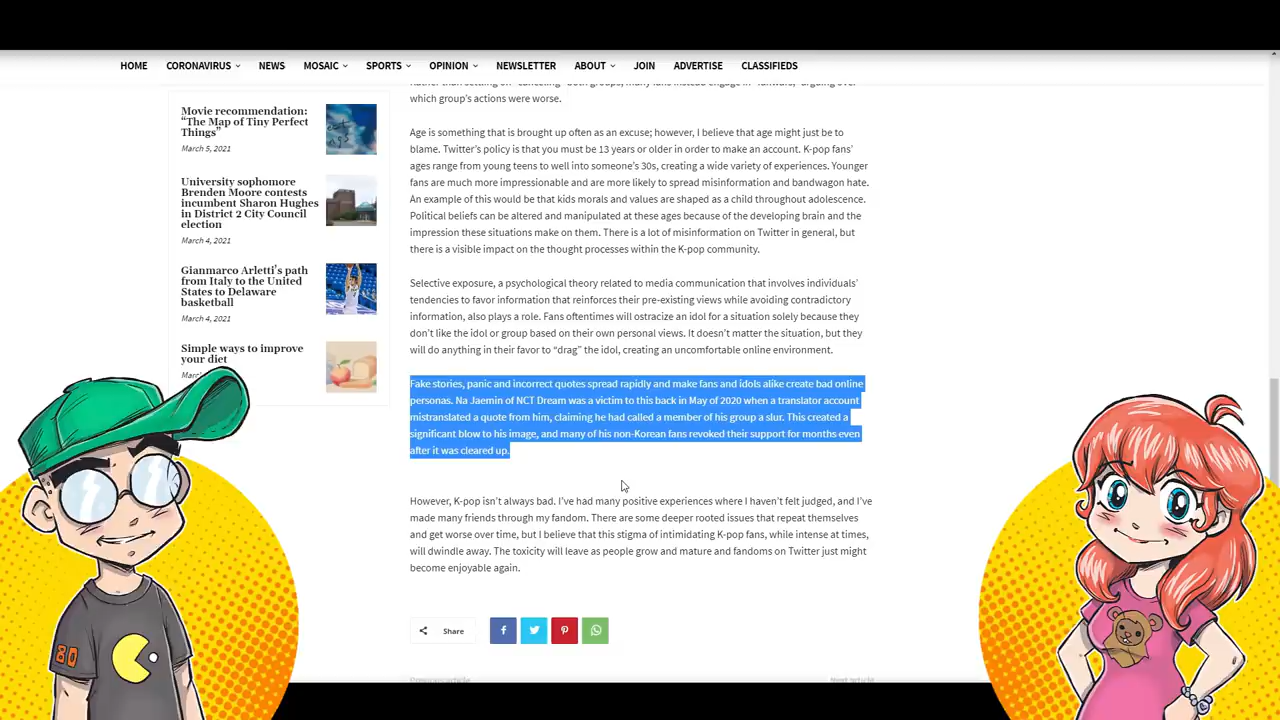 HOME CORONAVIRUS NEWS MOSAIC SPORTS OPINION NEWSLETTER ABOUT JOIN ADVERTISE CLASSIFIEDS
Movie recommendation:
“The Map of Tiny Perfect
Things”
March 5, 2021
University sophomore
Brenden Moore contests
incumbent Sharon Hughes
in District 2 City Council
election
March 4, 2021
Gianmarco Arletti’s path
from Italy to the United
States to Delaware
basketball
March 4, 2021
Simple ways to improve
your diet
which group’s actions were worse.
Age is something that is brought up often as an excuse; however, I believe that age might just be to
blame. Twitter’s policy is that you must be 13 years or older in order to make an account. K-pop fans’
ages range from young teens to well into someone’s 30s, creating a wide variety of experiences. Younger
fans are much more impressionable and are more likely to spread misinformation and bandwagon hate.
An example of this would be that kids morals and values are shaped as a child throughout adolescence.
Political beliefs can be altered and manipulated at these ages because of the developing brain and the
impression these situations make on them. There is a lot of misinformation on Twitter in general, but
there is a visible impact on the thought processes within the K-pop community.
Selective exposure, a psychological theory related to media communication that involves individuals’
tendencies to favor information that reinforces their pre-existing views while avoiding contradictory
information, also plays a role. Fans oftentimes will ostracize an idol for a situation solely because they
don’t like the idol or group based on their own personal views. It doesn’t matter the situation, but they
will do anything in their favor to “drag” the idol, creating an uncomfortable online environment.
Fake stories, panic and incorrect quotes spread rapidly and make fans and idols alike create bad online
personas. Na Jaemin of NCT Dream was a victim to this back in May of 2020 when a translator account
mistranslated a quote from him, claiming he had called a member of his group a slur. This created a
significant blow to his image, and many of his non-Korean fans revoked their support for months even
after it was cleared up.
However, K-pop isn’t always bad. I’ve had many positive experiences where I haven’t felt judged, and I’ve
made many friends through my fandom. There are some deeper rooted issues that repeat themselves
and get worse over time, but I believe that this stigma of intimidating K-pop fans, while intense at times,
will dwindle away. The toxicity will leave as people grow and mature and fandoms on Twitter just might
become enjoyable again.
Share
80